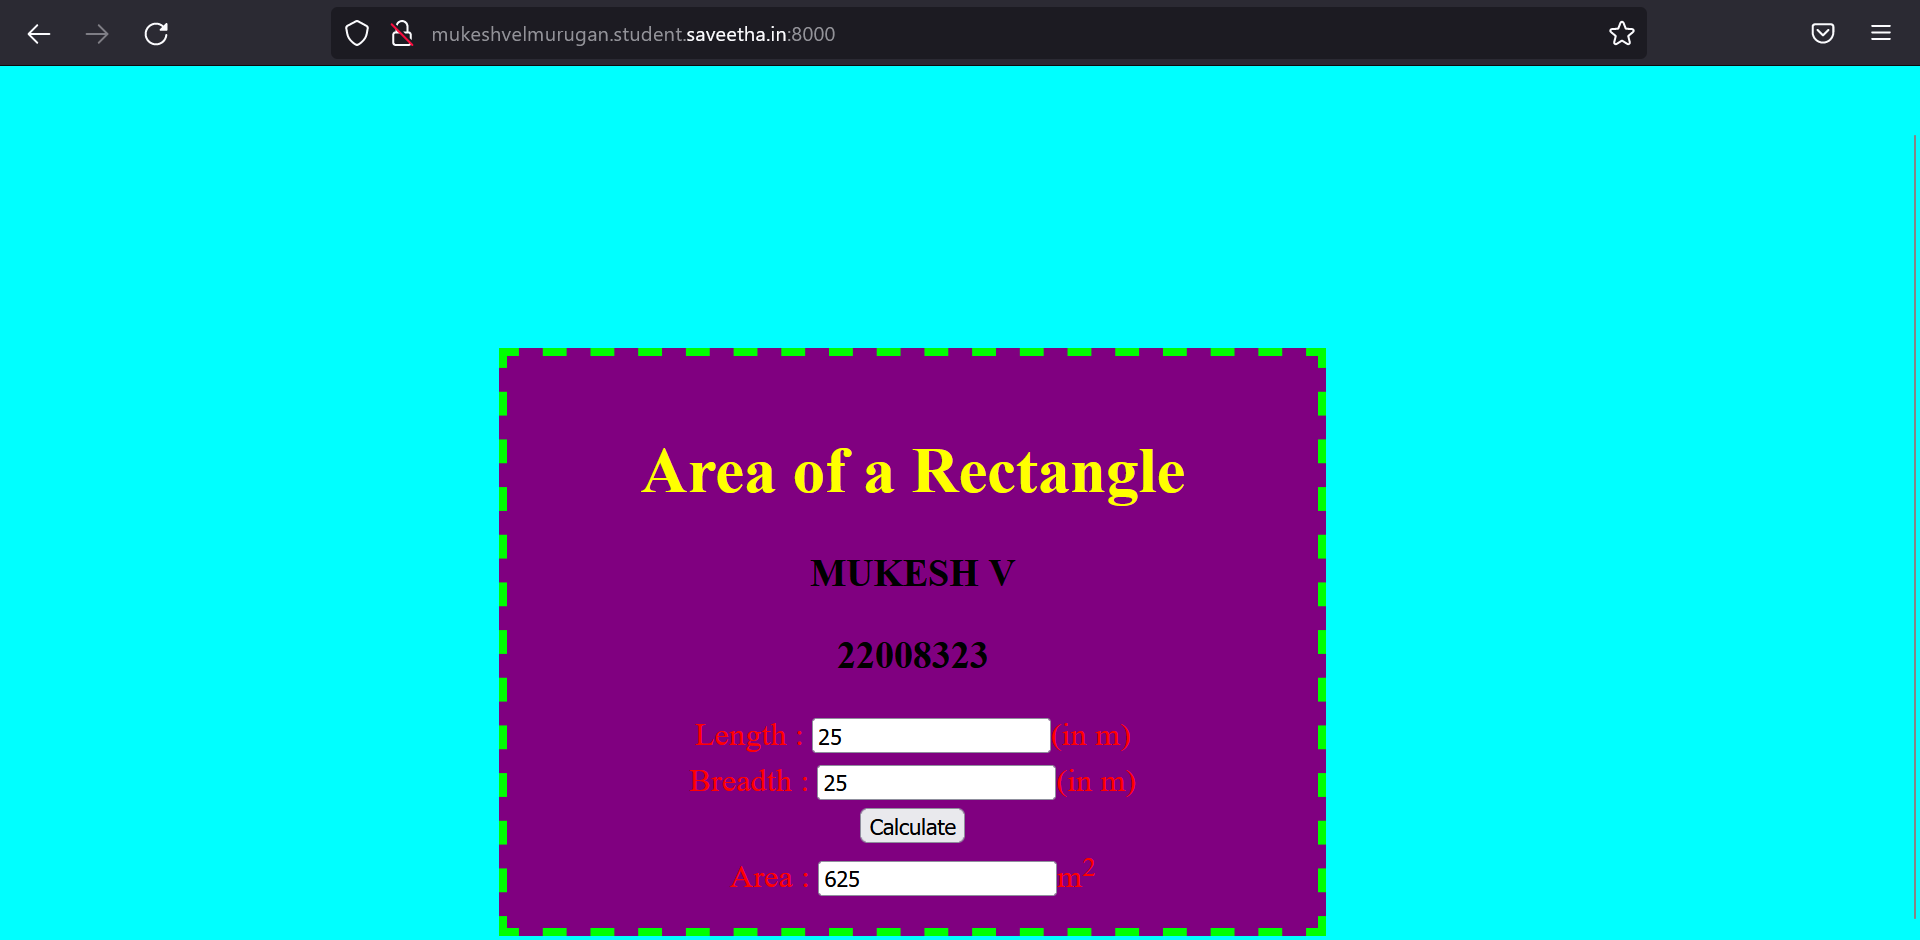 mukeshvelmurugan.student.saveetha.in:8000
Area of a Rectangle
MUKESH V
22008323
Length : 25 (in m)
Breadth : 25 (in m)
Calculate
Area : 625 m²